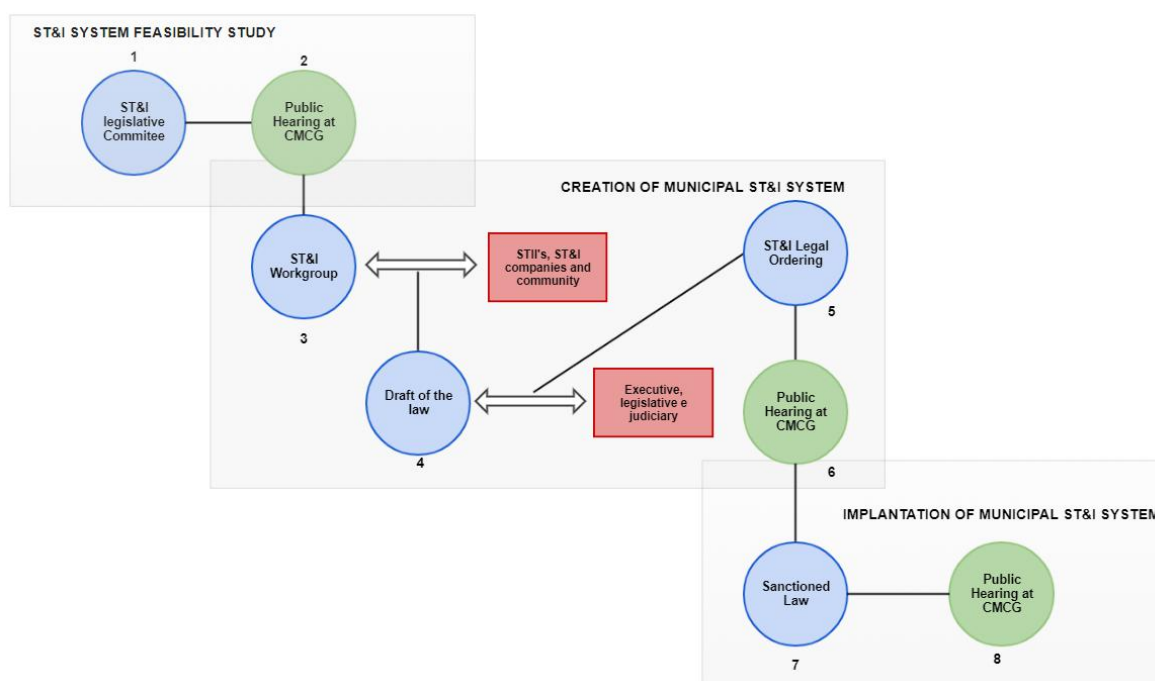 ST&I SYSTEM FEASIBILITY STUDY
1
2
ST&I
legislative
Commitee
Public
Hearing at
CMCG
CREATION OF MUNICIPAL ST&I SYSTEM
ST&I
Workgroup
3
STII's, ST&I
companies and
community
ST&I Legal
Ordering
5
Draft of the
law
4
Executive,
legislative e
judiciary
Public
Hearing at
CMCG
6
IMPLANTATION OF MUNICIPAL ST&I SYSTEM
Sanctioned
Law
7
Public
Hearing at
CMCG
8